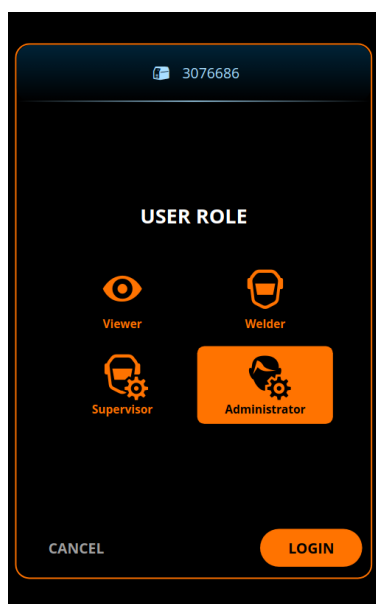 3076686
USER ROLE
Viewer
Welder
Supervisor
Administrator
CANCEL
LOGIN